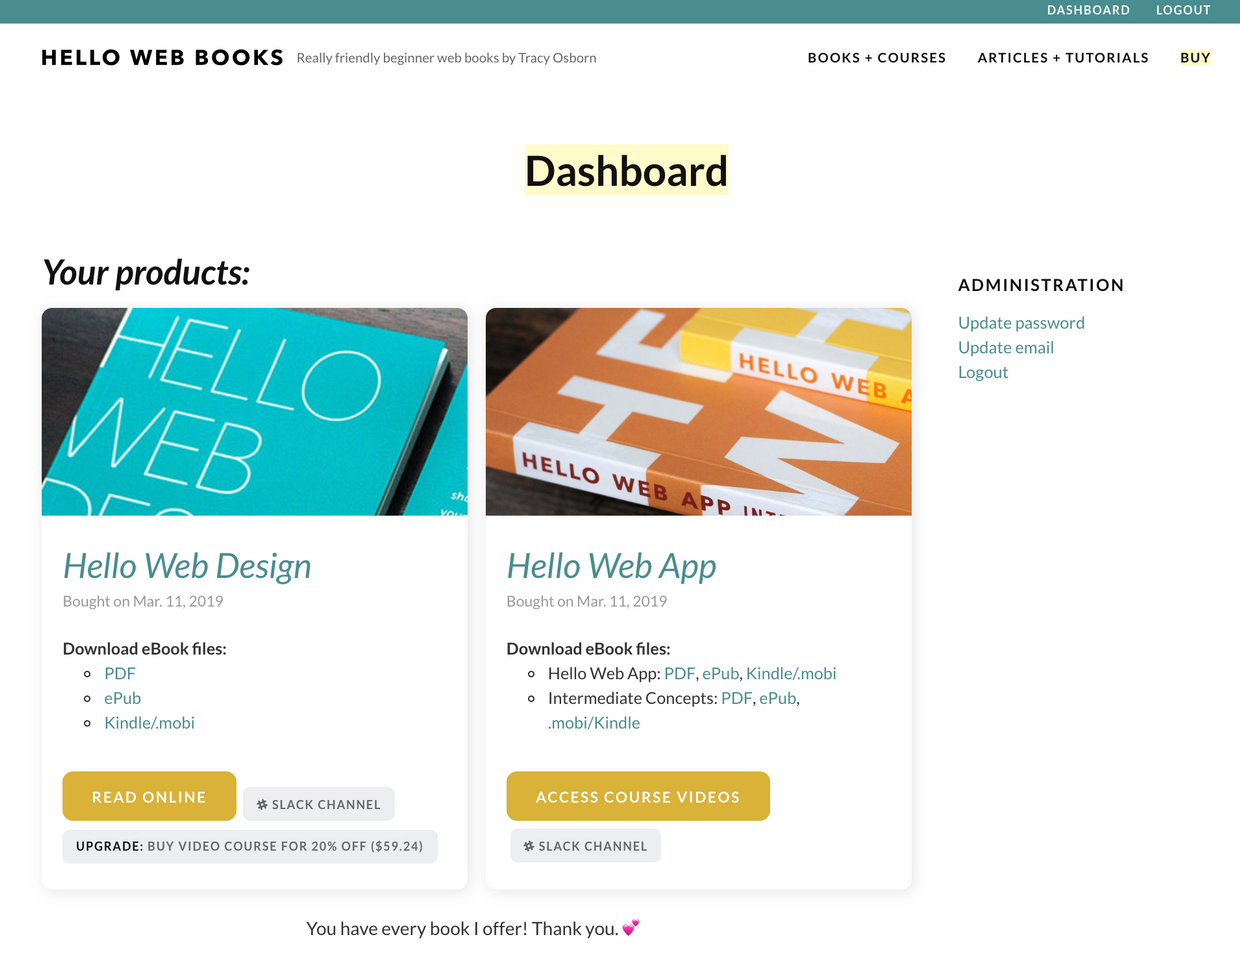 DASHBOARD LOGOUT
HELLO WEB BOOKS Really friendly beginner web books by Tracy Osborn BOOKS + COURSES ARTICLES + TUTORIALS BUY
Dashboard
Your products:
ADMINISTRATION
Update password
Update email
Logout
HELLO
WEB
HELLO WEB
HELLO WEB APP
Hello Web Design
Bought on Mar. 11, 2019
Download eBook files:
PDF
ePub
Kindle/.mobi
READ ONLINE
SLACK CHANNEL
UPGRADE: BUY VIDEO COURSE FOR 20% OFF ($59.24)
Hello Web App
Bought on Mar. 11, 2019
Download eBook files:
Hello Web App: PDF, ePub, Kindle/.mobi
Intermediate Concepts: PDF, ePub,
.mobi/Kindle
ACCESS COURSE VIDEOS
SLACK CHANNEL
You have every book I offer! Thank you. 💕